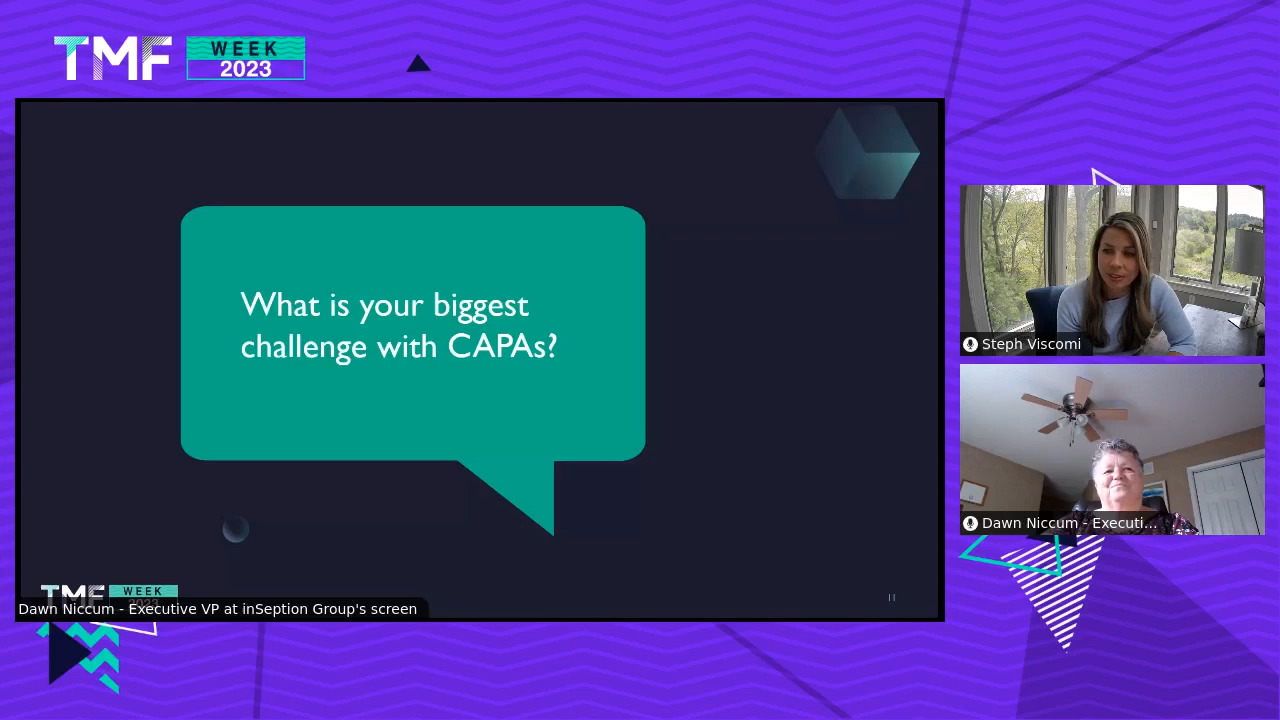 TMF WEEK
2023
What is your biggest
challenge with CAPAs?
Steph Viscomi
Dawn Niccum - Executi...
TMF WEEK
Dawn Niccum - Executive VP at inSeption Group's screen
11